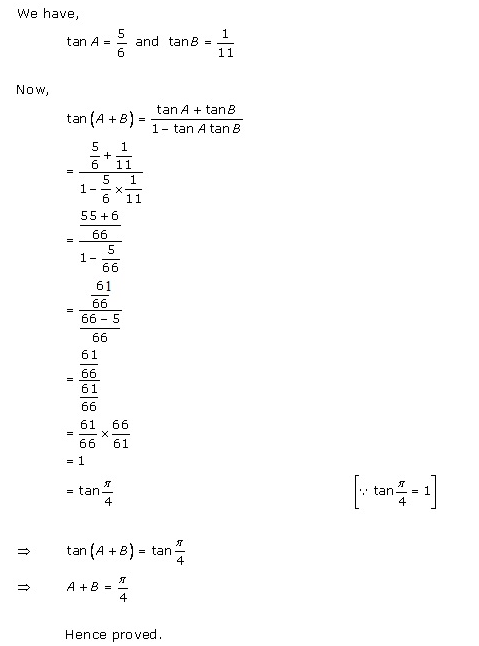 We have,
tan A = 5/6 and tan B = 1/11
Now,
tan (A + B) = (tan A + tan B)/(1 − tan A tan B)
= (5/6 + 1/11)/(1 − 5/6 × 1/11)
= ((55 + 6)/66)/(1 − 5/66)
= (61/66)/((66 − 5)/66)
= (61/66)/(61/66)
= 61/66 × 66/61
= 1
= tan π/4 [∵ tan π/4 = 1]
⇒ tan (A + B) = tan π/4
⇒ A + B = π/4
Hence proved.